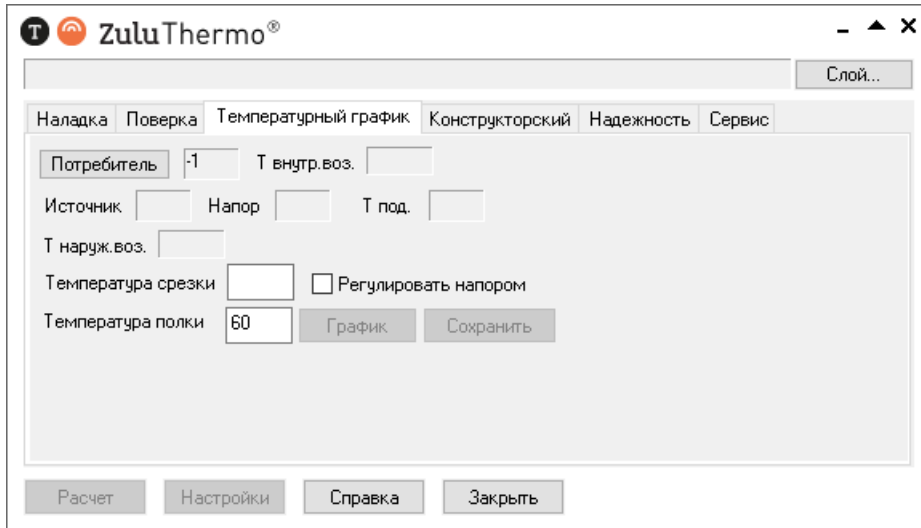 T ZuluThermo®
Слой...
Наладка Поверка Температурный график Конструкторский Надежность Сервис
Потребитель -1 Т внутр.воз.
Источник Напор Т под.
Т наруж.воз.
Температура срезки Регулировать напором
Температура полки 60 График Сохранить
Расчет Настройки Справка Закрыть